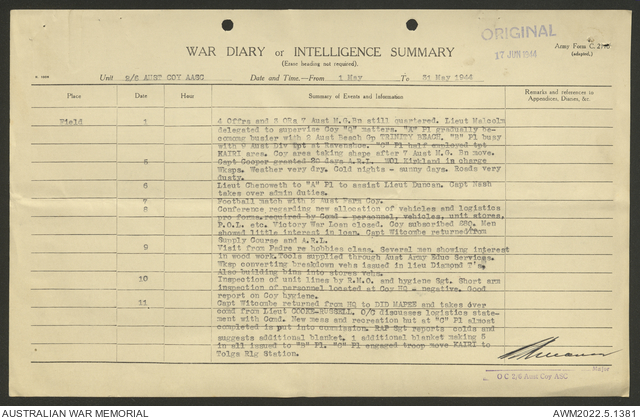 ORIGINAL
17 JUN 1944
WAR DIARY or INTELLIGENCE SUMMARY
(Erase heading not required).
Army Form C. 2118
(adapted.)
Unit 2/6 AUST COY AASC Date and Time.—From 1 May To 31 May 1944
Place Date Hour Summary of Events and Information Remarks and references to
Appendices, Diaries, &c.
Field 1 4 Offrs and 8 ORs 7 Aust M.G.Bn still quartered. Lieut Malcolm
delegated to supervise Coy "Q" matters. "A" Pl gradually be-
coming busier with 2 Aust Beach Gp TRINITY BEACH. "B" Pl busy
with 9 Aust Div Rpt at Ravenshoe. "C" Pl half employed tpt
KAIRI area. Coy area taking shape after 7 Aust M.G. Bn move.
5 Capt Cooper granted 20 days A.R.L. WO1 Kirkland in charge
Wksps. Weather very dry. Cold nights - sunny days. Roads very
dusty.
6 Lieut Chenoweth to "A" Pl to assist Lieut Duncan. Capt Nash
takes over admin duties.
7 Football match with 2 Aust Farm Coy.
8 Conference regarding new allocation of vehicles and logistics
pro forma required by Comd - personnel, vehicles, unit stores,
P.O.L. etc. Victory War Loan closed. Coy subscribed £80. Men
showed little interest in loan. Capt Witcombe returned from
Supply Course and A.R.L.
9 Visit from Padre re hobbies class. Several men showing interest
in wood work. Tools supplied through Aust Army Educ Services.
Wksp converting breakdown vehs issued in lieu Diamond T's.
Also building bins into stores vehs.
10 Inspection of unit lines by R.M.O. and hygiene Sgt. Short arm
inspection of personnel located at Coy HQ - negative. Good
report on Coy hygiene.
11 Capt Witcombe returned from HQ to DID MAPEE and takes over
comd from Lieut COOKE-RUSSELL. O/C discusses logistics state-
ment with Comd. New mess and recreation hut at "C" Pl almost
completed is put into commission. RAP Sgt reports colds and
suggests additional blanket. 1 additional blanket making 5
in all issued to "B" Pl. "C" Pl engaged troop move KAIRI to
Tolga Rlg Station.
Major
O C 2/6 Aust Coy ASC
AUSTRALIAN WAR MEMORIAL AWM2022.5.1381